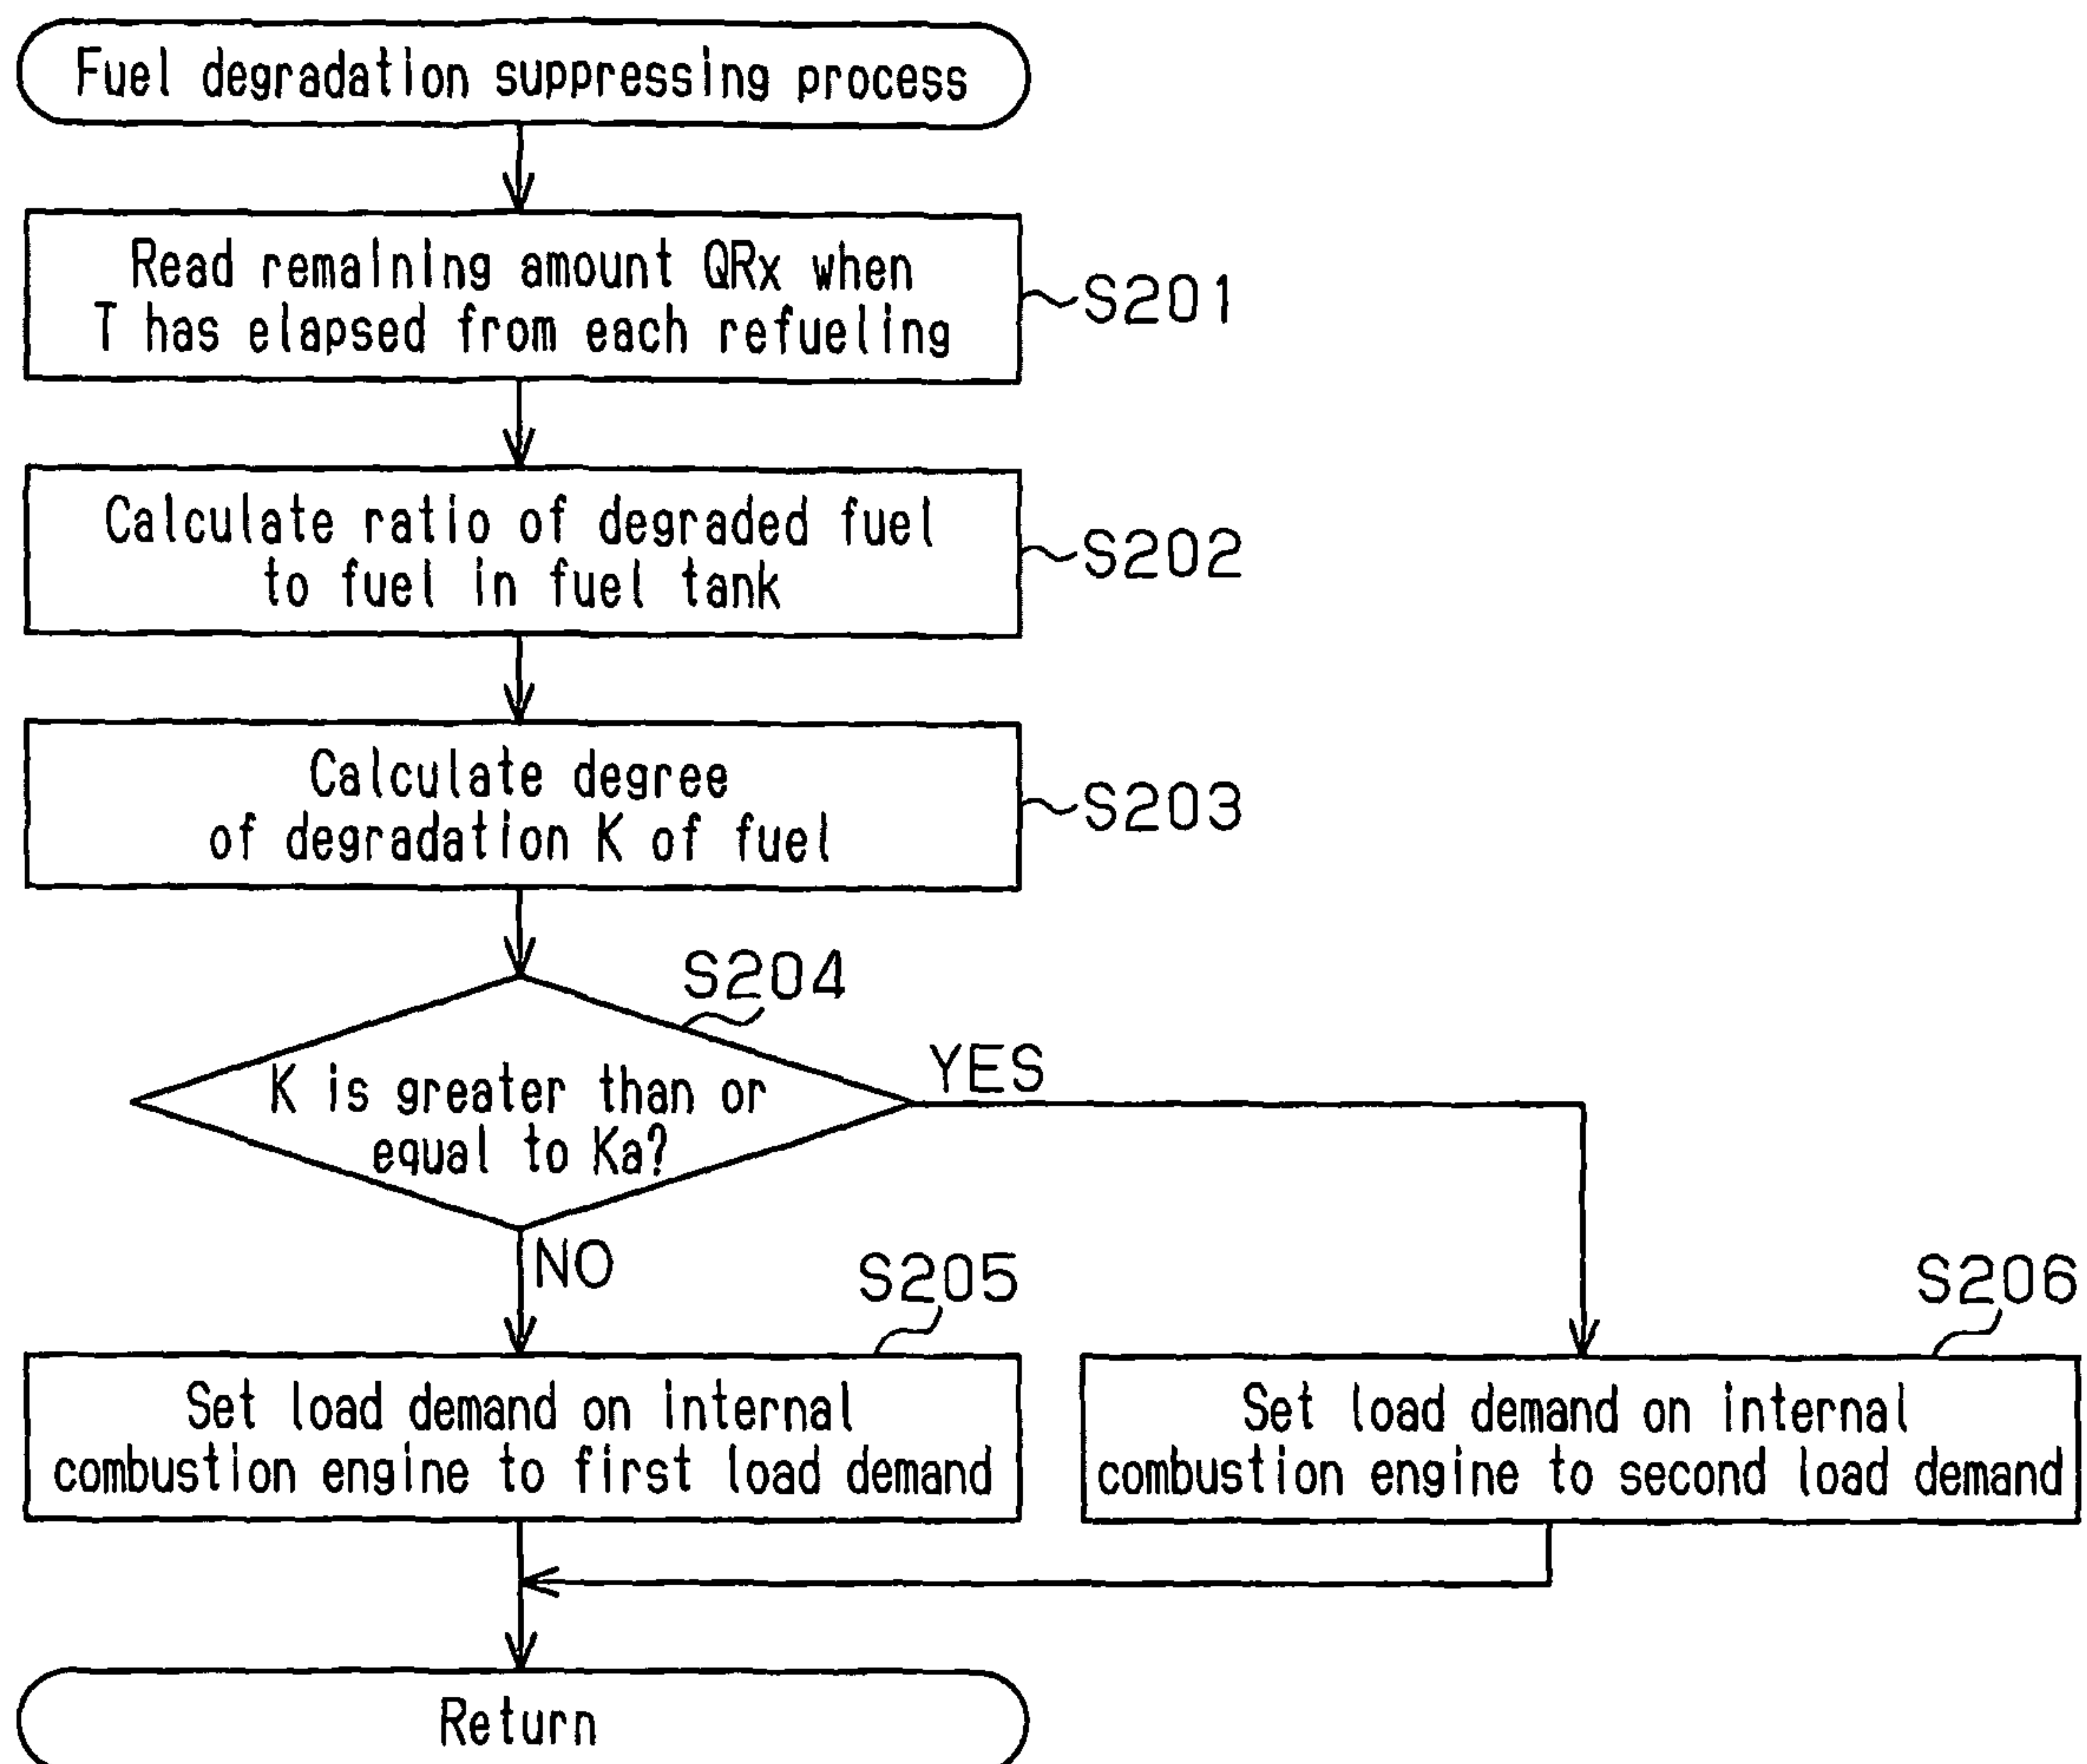 Fuel degradation suppressing process
Read remaining amount QRx when
T has elapsed from each refueling
S201
Calculate ratio of degraded fuel
to fuel in fuel tank
S202
Calculate degree
of degradation K of fuel
S203
S204
K is greater than or
equal to Ka?
YES
NO
S205
S206
Set load demand on internal
combustion engine to first load demand
Set load demand on internal
combustion engine to second load demand
Return